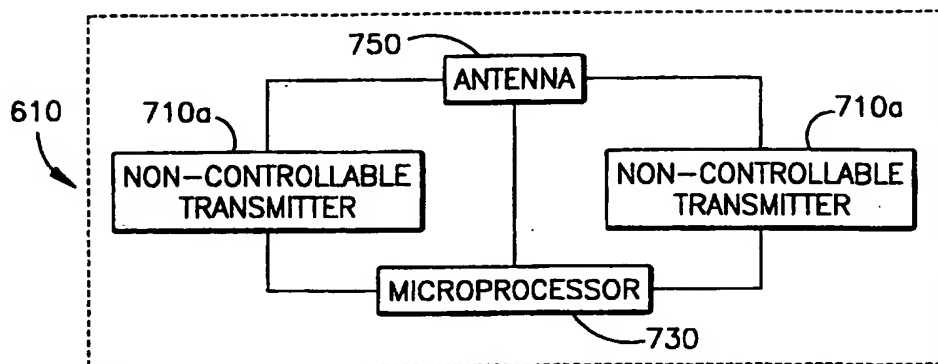 750
ANTENNA
610
710a
710a
NON-CONTROLLABLE
TRANSMITTER
NON-CONTROLLABLE
TRANSMITTER
MICROPROCESSOR
730